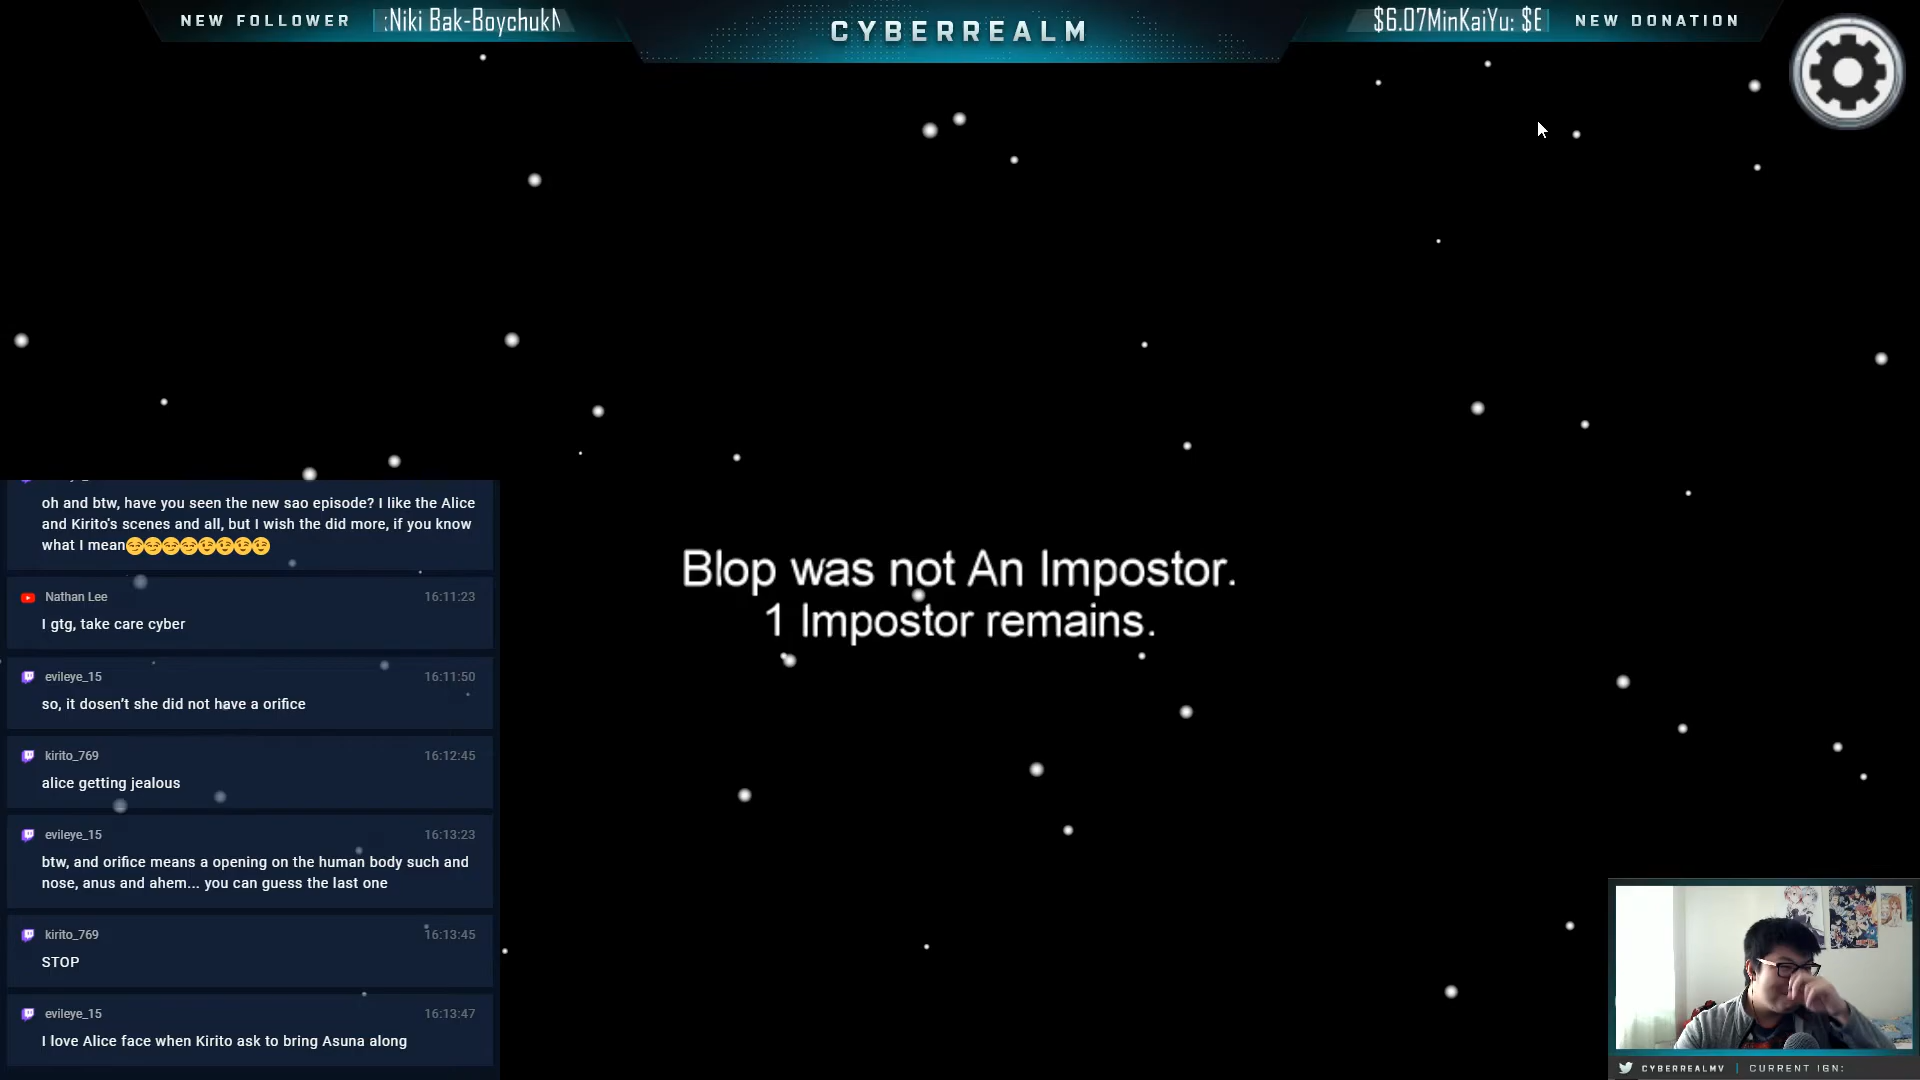 NEW FOLLOWER
:Niki Bak-Boychuk
CYBERREALM
$6.07MinKaiYu: $
NEW DONATION
oh and btw, have you seen the new sao episode? I like the Alice
and Kirito's scenes and all, but I wish the did more, if you know
what I mean😏😏😏😏😉😉😉😉
Nathan Lee 16:11:23
I gtg, take care cyber
evileye_15 16:11:50
so, it dosen't she did not have a orifice
kirito_769 16:12:45
alice getting jealous
evileye_15 16:13:23
btw, and orifice means a opening on the human body such and
nose, anus and ahem... you can guess the last one
kirito_769 16:13:45
STOP
evileye_15 16:13:47
I love Alice face when Kirito ask to bring Asuna along
Blop was not An Impostor.
1 Impostor remains.
CYBERREALMV | CURRENT IGN: